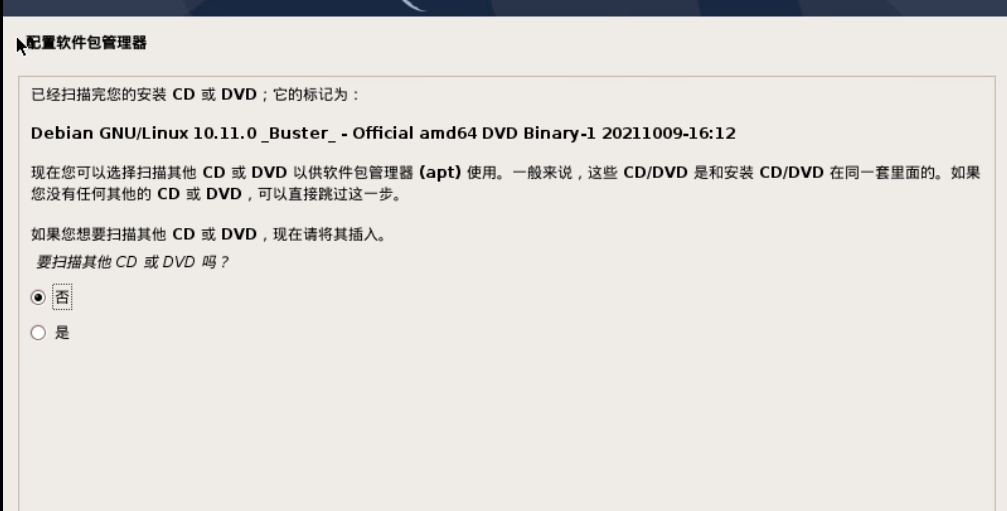 配置软件包管理器
已经扫描完您的安装 CD 或 DVD；它的标记为：
Debian GNU/Linux 10.11.0 _Buster_ - Official amd64 DVD Binary-1 20211009-16:12
现在您可以选择扫描其他 CD 或 DVD 以供软件包管理器 (apt) 使用。一般来说，这些 CD/DVD 是和安装 CD/DVD 在同一套里面的。如果
您没有任何其他的 CD 或 DVD，可以直接跳过这一步。
如果您想要扫描其他 CD 或 DVD，现在请将其插入。
要扫描其他 CD 或 DVD 吗？
否
是